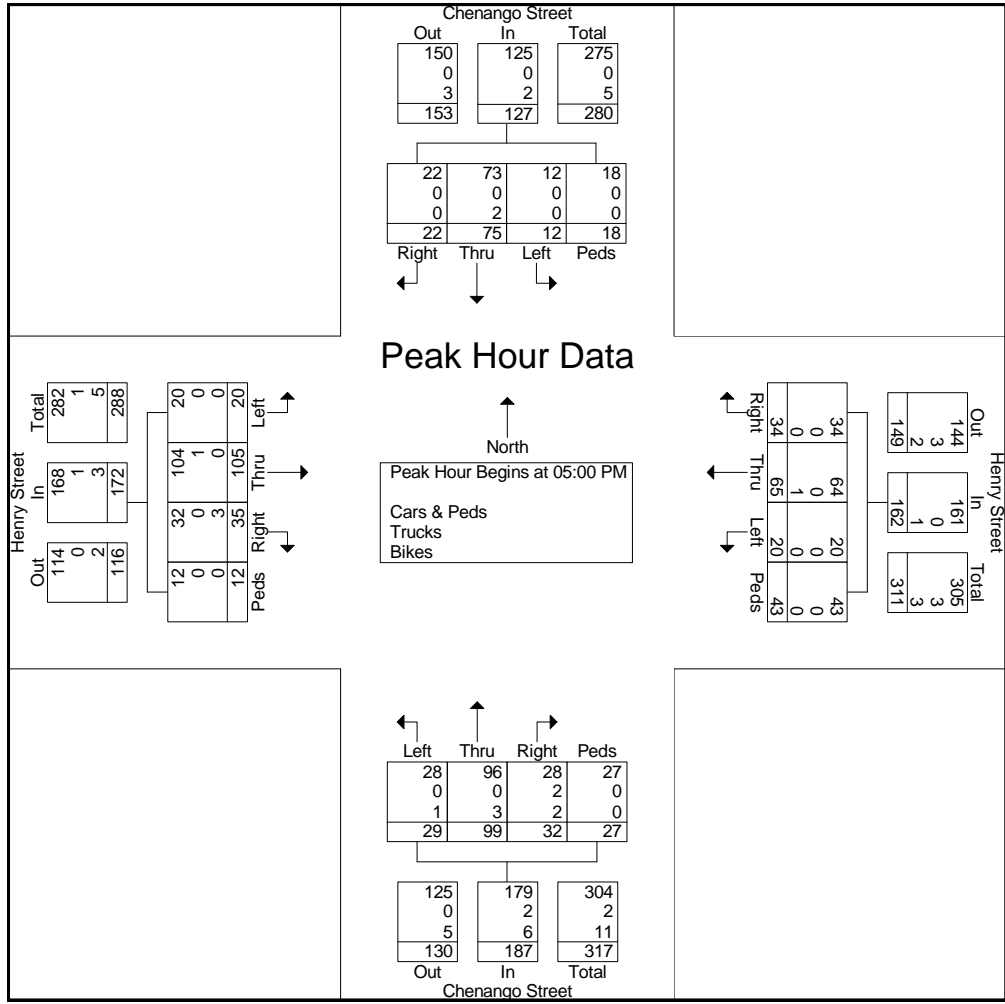 Chenango Street
Out In Total
150 125 275
0 0 0
3 2 5
153 127 280
22 73 12 18
0 0 0 0
0 2 0 0
22 75 12 18
Right Thru Left Peds
Peak Hour Data
North
Peak Hour Begins at 05:00 PM
Cars & Peds
Trucks
Bikes
Henry Street
Out In Total
114 168 282
0 1 1
2 3 5
116 172 288
12 32 104 20
0 0 1 0
0 3 0 0
12 35 105 20
Peds Right Thru Left
Henry Street
Out In Total
144 161 305
3 0 3
2 1 3
149 162 311
34 64 20 43
0 0 0 0
0 1 0 0
34 65 20 43
Right Thru Left Peds
Left Thru Right Peds
28 96 28 27
0 0 2 0
1 3 2 0
29 99 32 27
125 179 304
0 2 2
5 6 11
130 187 317
Out In Total
Chenango Street